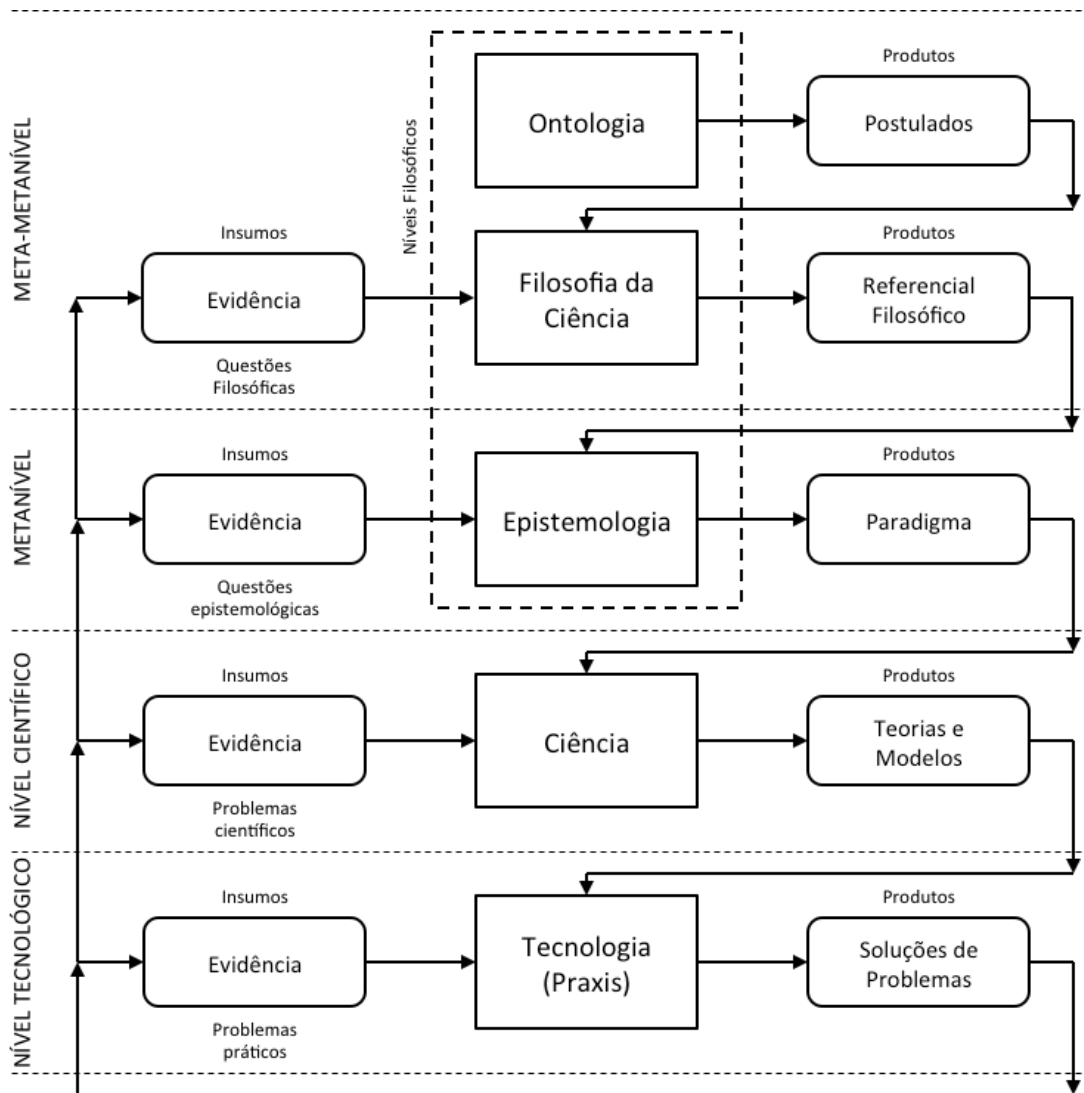 META-METANÍVEL
Níveis Filosóficos
Ontologia
Produtos
Postulados
Insumos
Evidência
Questões
Filosóficas
Filosofia da
Ciência
Produtos
Referencial
Filosófico
METANÍVEL
Insumos
Evidência
Questões
epistemológicas
Epistemologia
Produtos
Paradigma
NÍVEL CIENTÍFICO
Insumos
Evidência
Problemas
científicos
Ciência
Produtos
Teorias e
Modelos
NÍVEL TECNOLÓGICO
Insumos
Evidência
Problemas
práticos
Tecnologia
(Praxis)
Produtos
Soluções de
Problemas